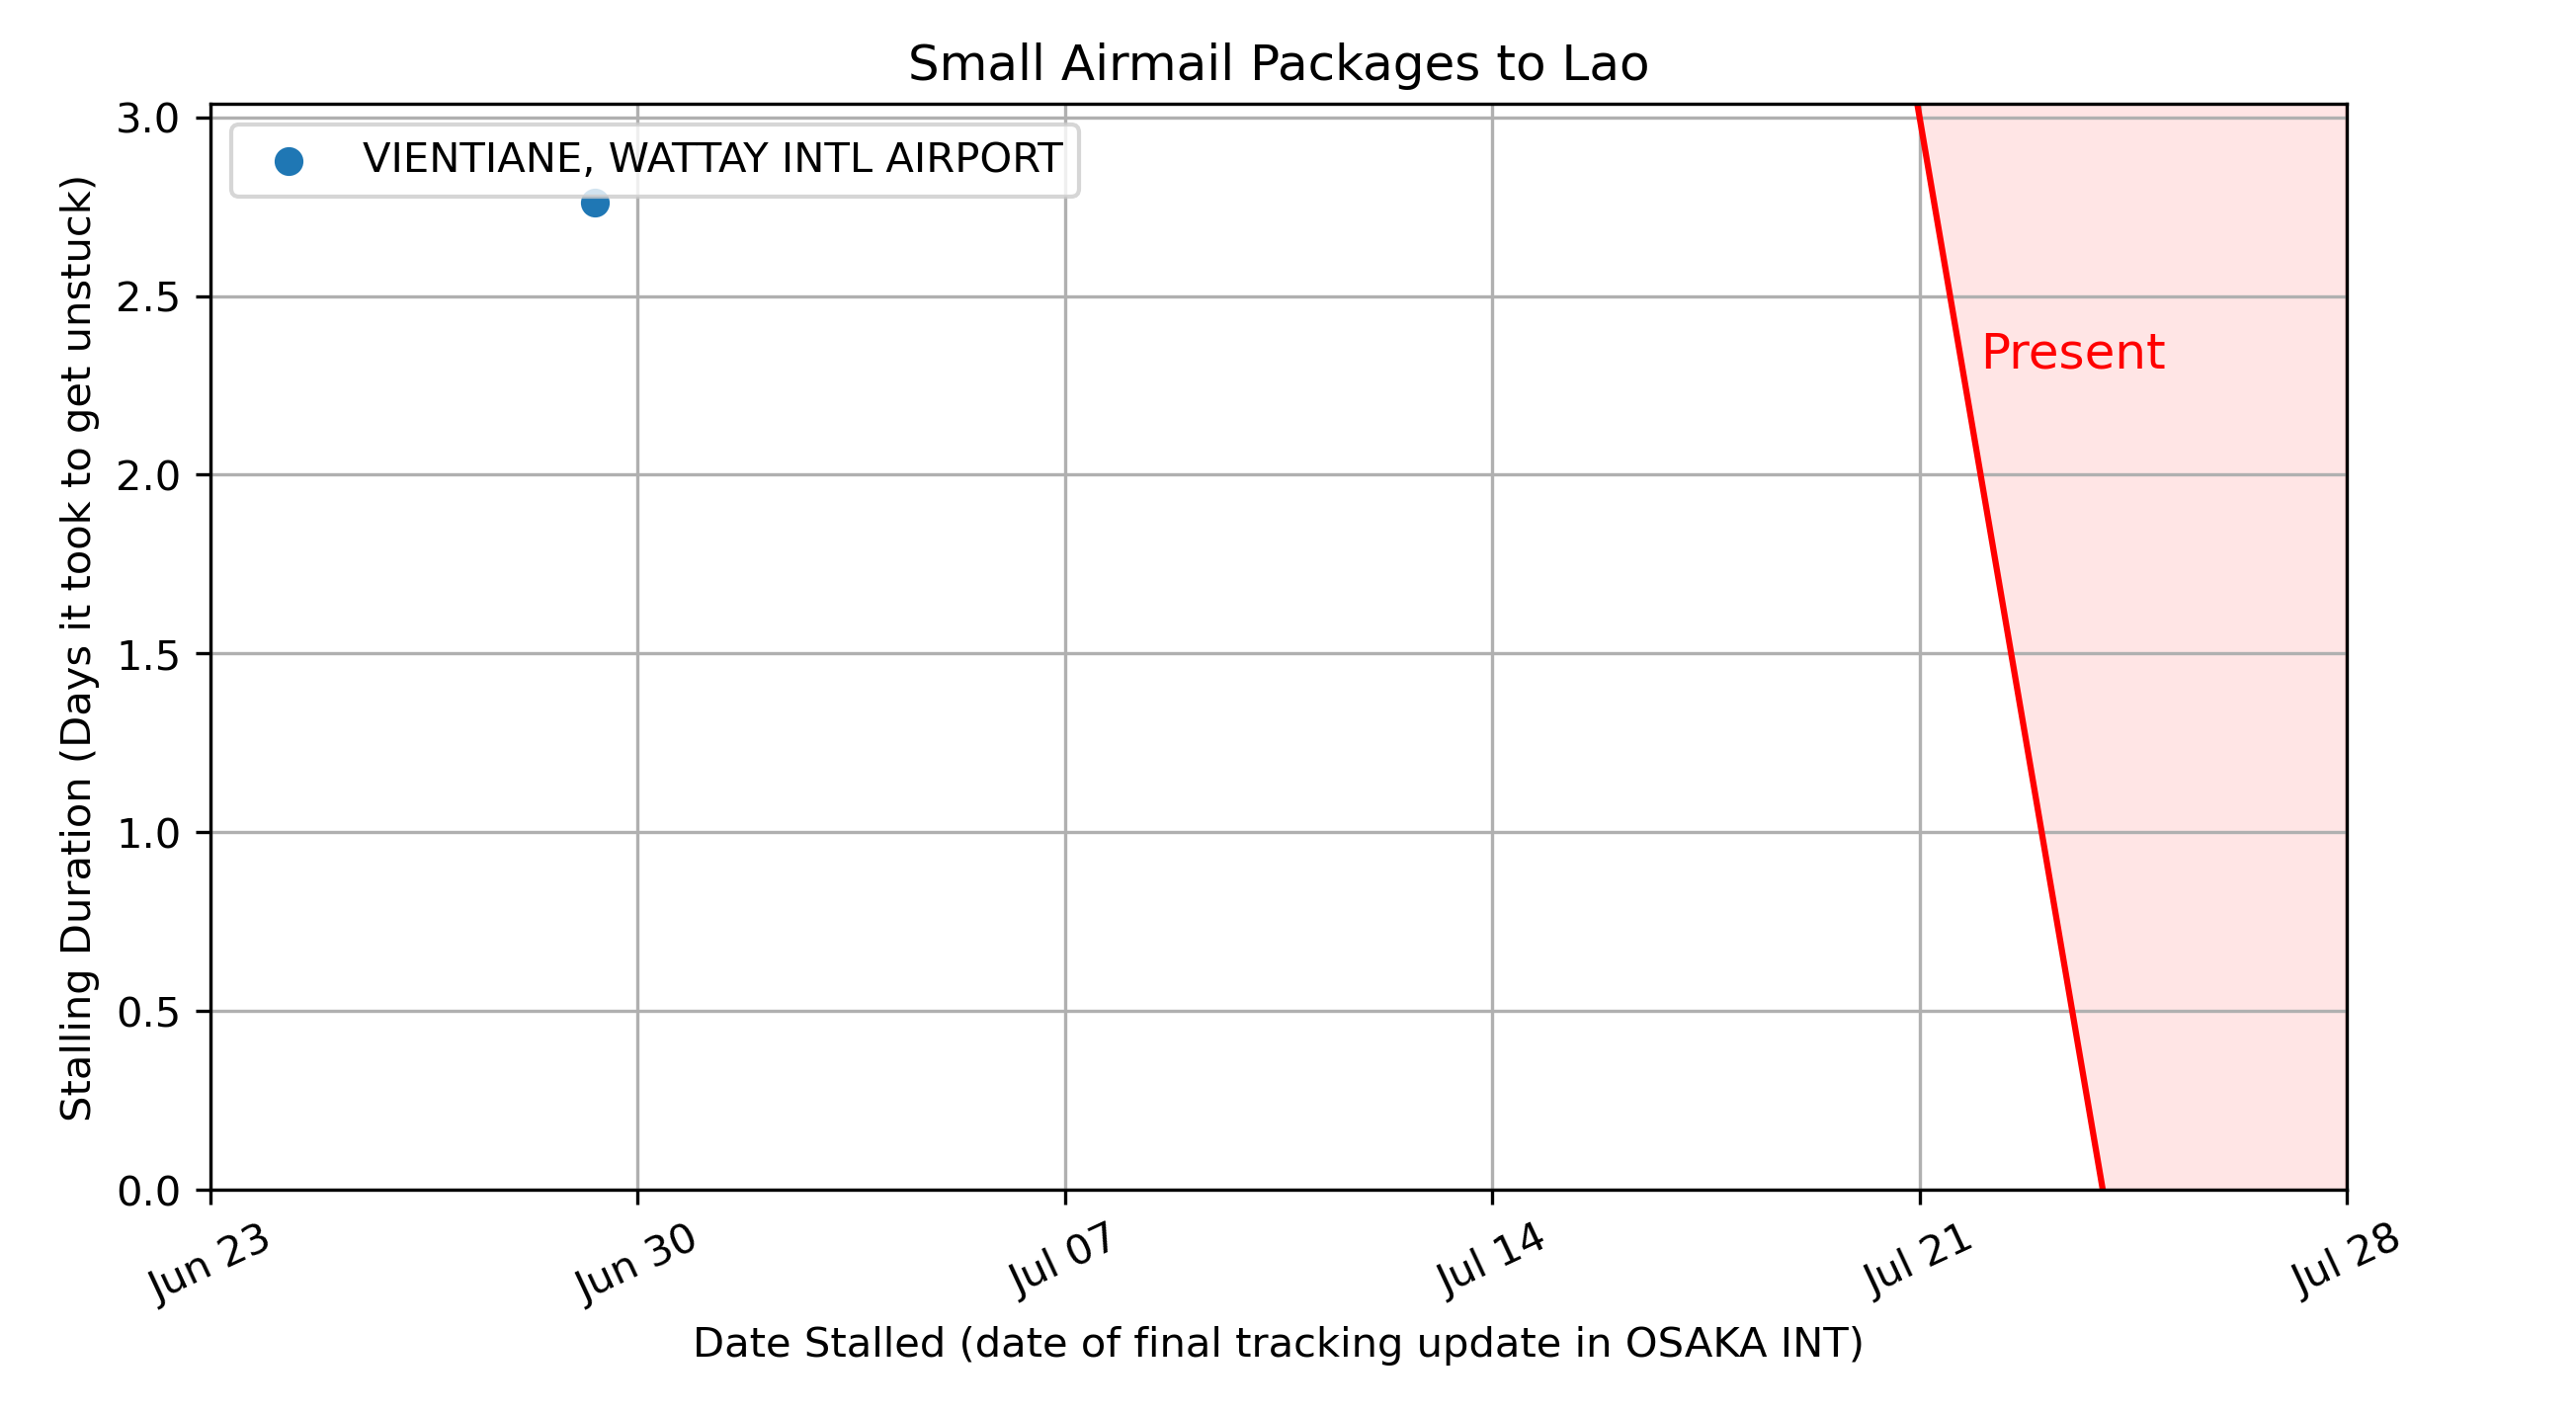 Small Airmail Packages to Lao
VIENTIANE, WATTAY INTL AIRPORT
Present
Stalling Duration (Days it took to get unstuck)
3.0
2.5
2.0
1.5
1.0
0.5
0.0
Jun 23
Jun 30
Jul 07
Jul 14
Jul 21
Jul 28
Date Stalled (date of final tracking update in OSAKA INT)